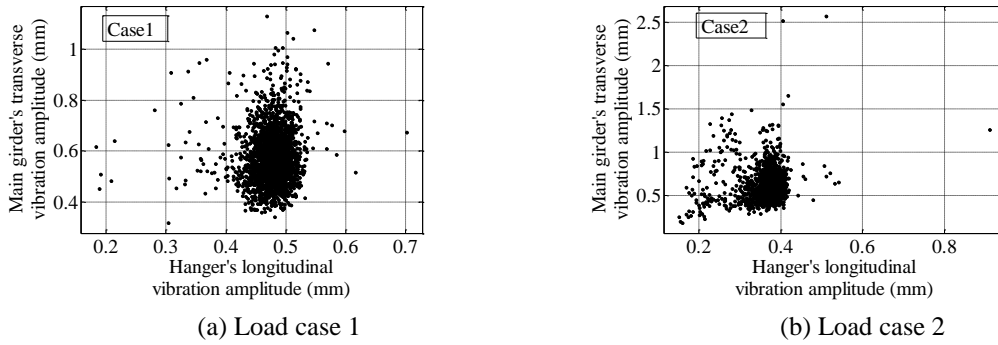 Case1
Main girder's transverse
vibration amplitude (mm)
1
0.8
0.6
0.4
0.2
0.3
0.4
0.5
0.6
0.7
Hanger's longitudinal
vibration amplitude (mm)
(a) Load case 1
Case2
Main girder's transverse
vibration amplitude (mm)
2.5
2
1.5
1
0.5
0.2
0.4
0.6
0.8
Hanger's longitudinal
vibration amplitude (mm)
(b) Load case 2